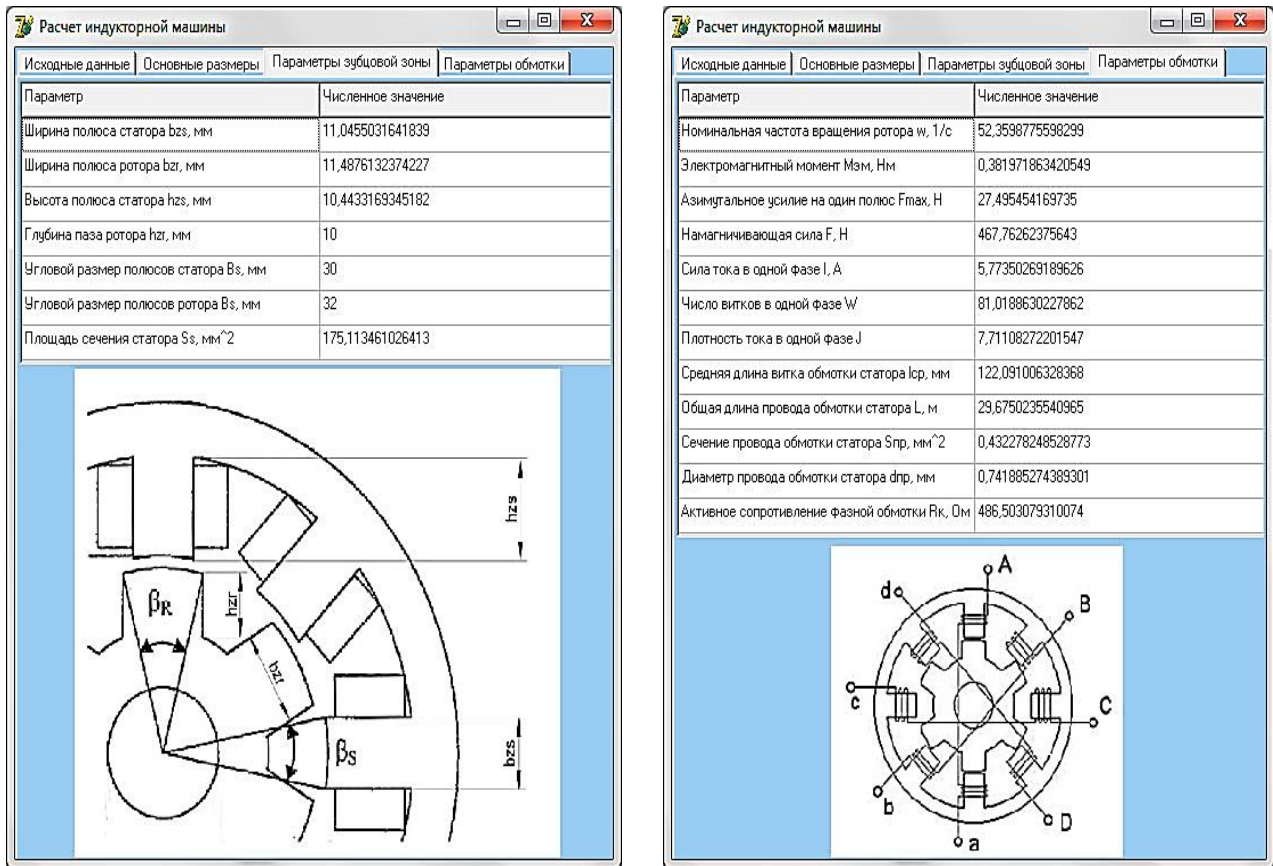 Расчет индукторной машины
Исходные данные Основные размеры Параметры зубцовой зоны Параметры обмотки
Параметр Численное значение
Ширина полюса статора bzs, мм 11,0455031641839
Ширина полюса ротора bzr, мм 11,4876132374227
Высота полюса статора hzs, мм 10,4433169345182
Глубина паза ротора hzr, мм 10
Угловой размер полюсов статора Bs, мм 30
Угловой размер полюсов ротора Bs, мм 32
Площадь сечения статора Ss, мм^2 175,113461026413
hzs
βR
hzr
bzr
βS
bzs
Расчет индукторной машины
Исходные данные Основные размеры Параметры зубцовой зоны Параметры обмотки
Параметр Численное значение
Номинальная частота вращения ротора w, 1/с 52,3598775598299
Электромагнитный момент Мэм, Нм 0,381971863420549
Азимутальное усилие на один полюс Fmax, Н 27,495454169735
Намагничивающая сила F, Н 467,76262375643
Сила тока в одной фазе I, А 5,77350269189626
Число витков в одной фазе W 81,0188630227862
Плотность тока в одной фазе J 7,71108272201547
Средняя длина витка обмотки статора lср, мм 122,091006328368
Общая длина провода обмотки статора L, м 29,6750235540965
Сечение провода обмотки статора Sпр, мм^2 0,432278248528773
Диаметр провода обмотки статора dпр, мм 0,741885274389301
Активное сопротивление фазной обмотки Rк, Ом 486,503079310074
A
d
B
c
C
b
D
a